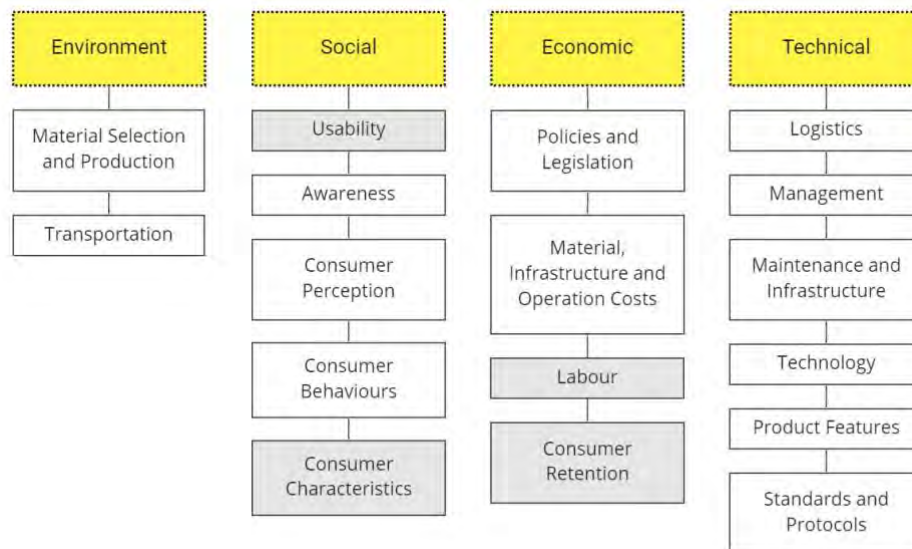 Environment
Material Selection
and Production
Transportation
Social
Usability
Awareness
Consumer
Perception
Consumer
Behaviours
Consumer
Characteristics
Economic
Policies and
Legislation
Material,
Infrastructure and
Operation Costs
Labour
Consumer
Retention
Technical
Logistics
Management
Maintenance and
Infrastructure
Technology
Product Features
Standards and
Protocols